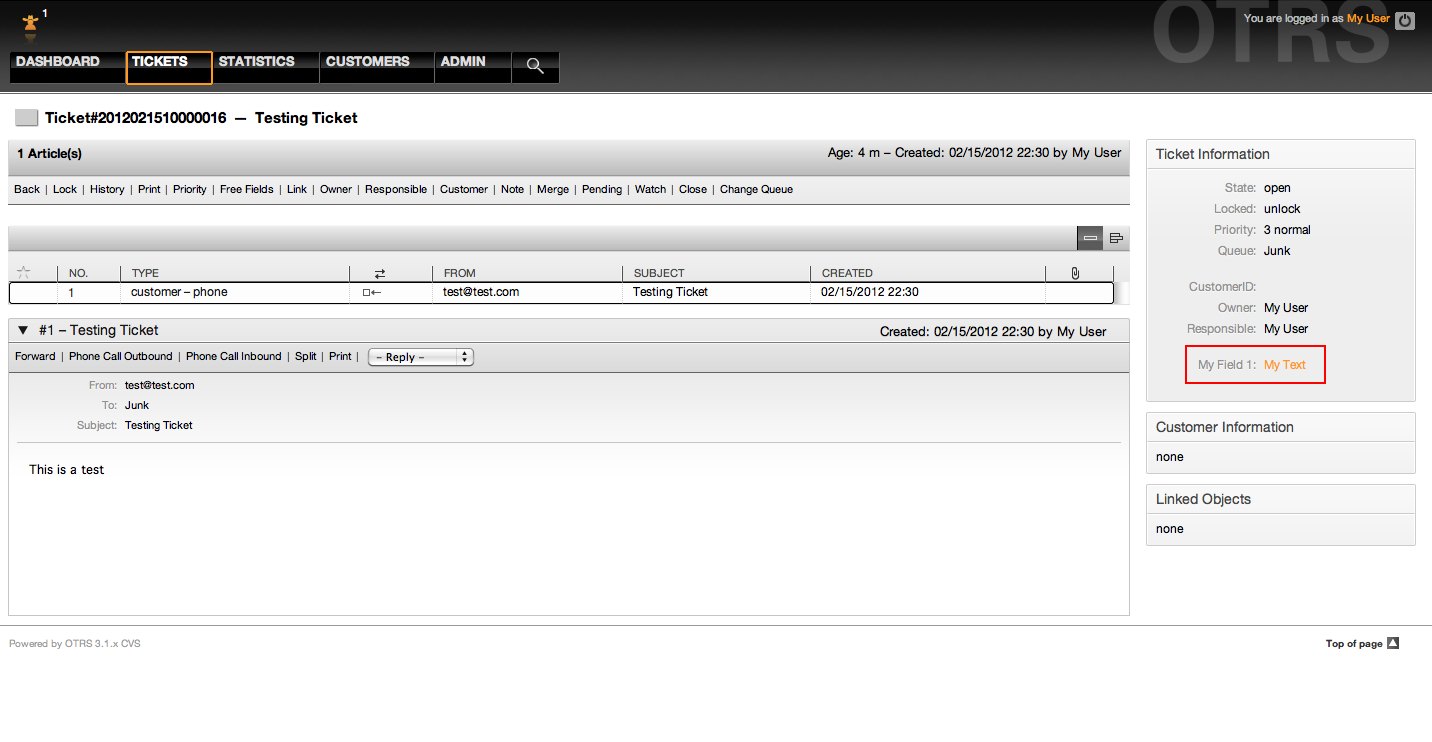 1
You are logged in as My User
OTRS
DASHBOARD TICKETS STATISTICS CUSTOMERS ADMIN
Ticket#2012021510000016 — Testing Ticket
1 Article(s) Age: 4 m – Created: 02/15/2012 22:30 by My User
Back | Lock | History | Print | Priority | Free Fields | Link | Owner | Responsible | Customer | Note | Merge | Pending | Watch | Close | Change Queue
NO. TYPE FROM SUBJECT CREATED
1 customer – phone test@test.com Testing Ticket 02/15/2012 22:30
#1 – Testing Ticket Created: 02/15/2012 22:30 by My User
Forward | Phone Call Outbound | Phone Call Inbound | Split | Print | – Reply –
From: test@test.com
To: Junk
Subject: Testing Ticket
This is a test
Ticket Information
State: open
Locked: unlock
Priority: 3 normal
Queue: Junk
CustomerID:
Owner: My User
Responsible: My User
My Field 1: My Text
Customer Information
none
Linked Objects
none
Powered by OTRS 3.1.x CVS Top of page